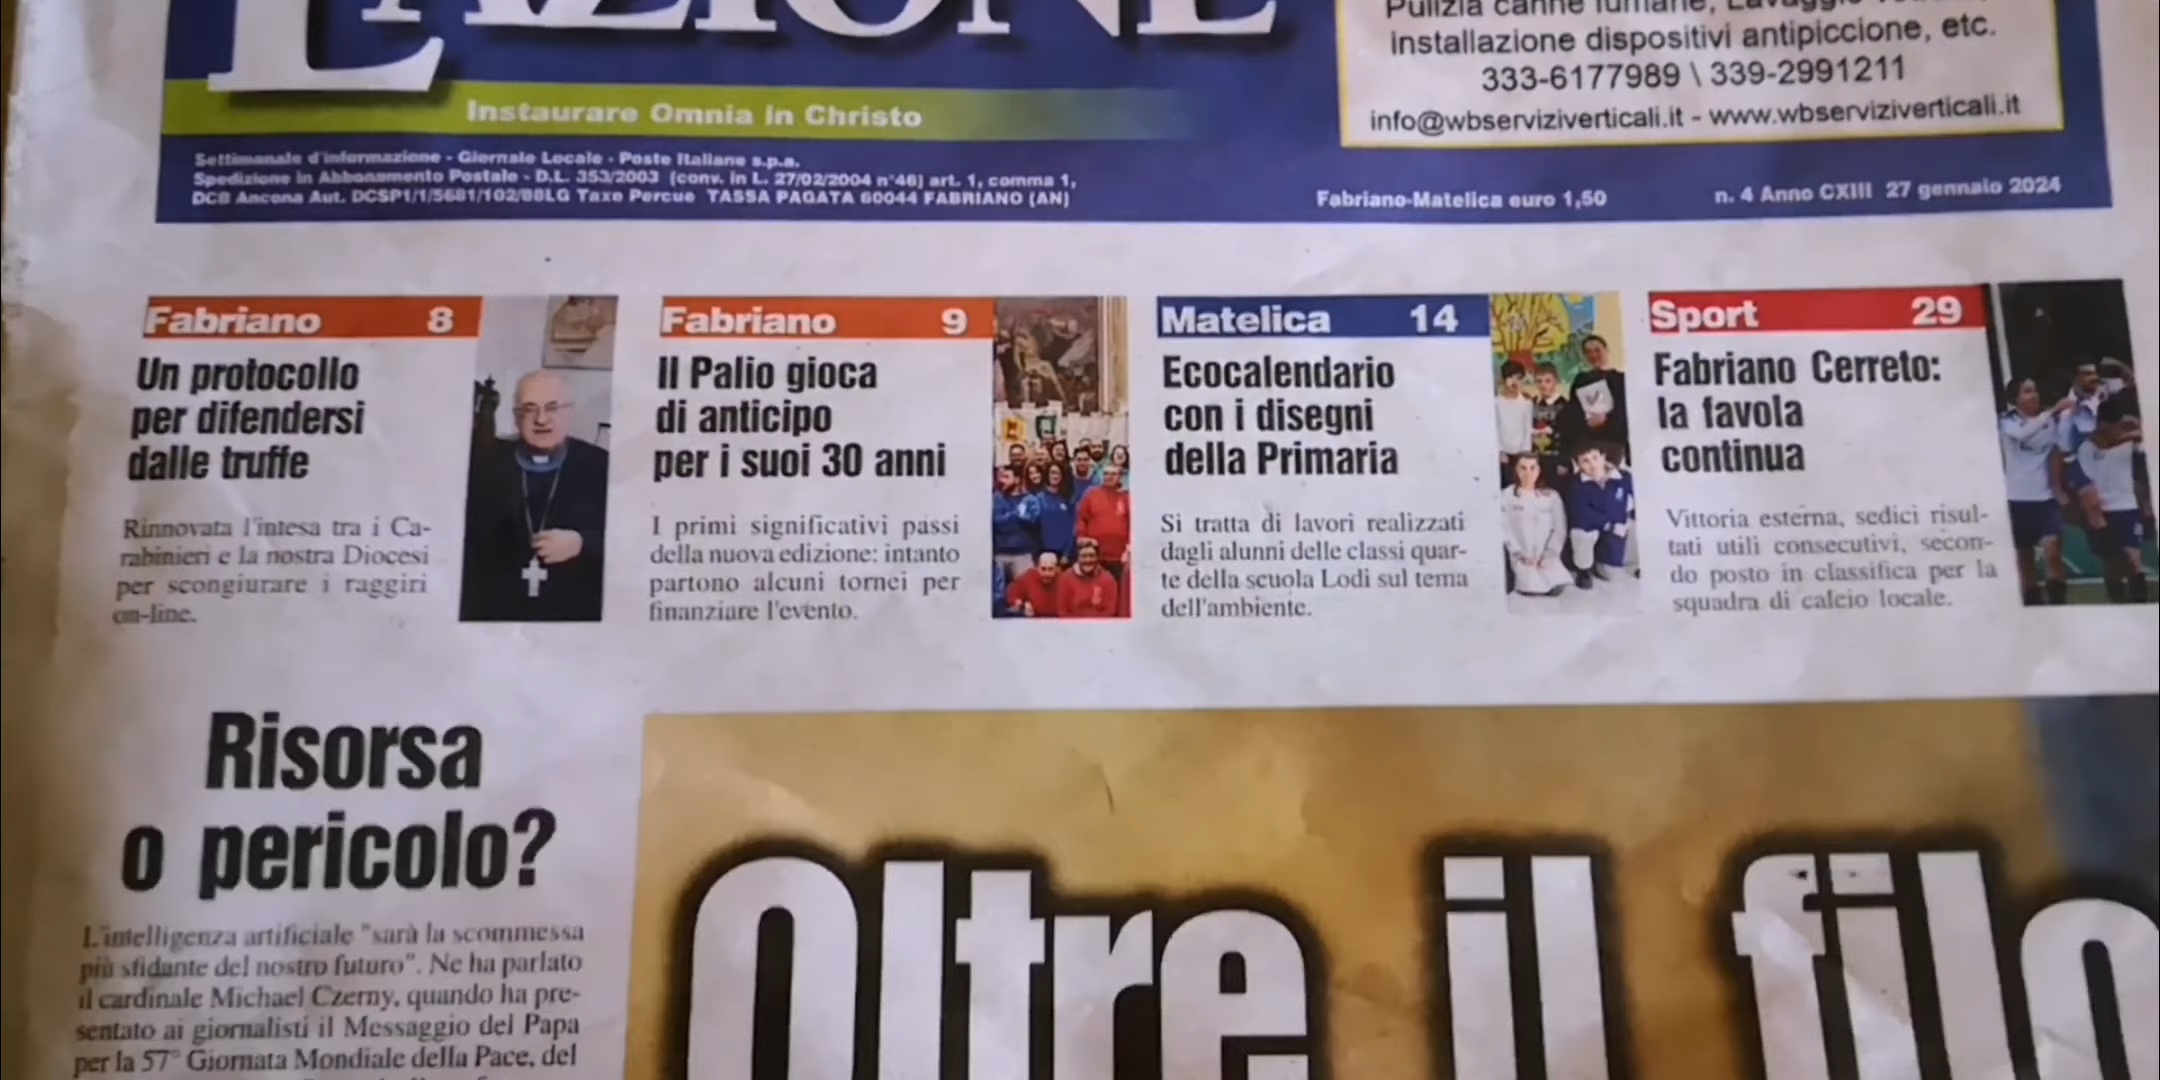 L'AZIONE
Pulizia canne fumarie, Lavaggio
installazione dispositivi antipiccione, etc.
333-6177989 \ 339-2991211
info@wbserviziverticali.it - www.wbserviziverticali.it
Instaurare Omnia in Christo
Settimanale d'informazione - Giornale Locale - Poste Italiane s.p.a.
Spedizione in Abbonamento Postale - D.L. 353/2003 (conv. in L. 27/02/2004 n°46) art. 1, comma 1,
DCB Ancona Aut. DCSP1/1/5681/102/88LG Taxe Percue TASSA PAGATA 60044 FABRIANO (AN)
Fabriano-Matelica euro 1,50
n. 4 Anno CXIII 27 gennaio 2024
Fabriano 8
Un protocollo
per difendersi
dalle truffe
Rinnovata l'intesa tra i Ca-
rabinieri e la nostra Diocesi
per scongiurare i raggiri
on-line.
Fabriano 9
Il Palio gioca
di anticipo
per i suoi 30 anni
I primi significativi passi
della nuova edizione: intanto
partono alcuni tornei per
finanziare l'evento.
Matelica 14
Ecocalendario
con i disegni
della Primaria
Si tratta di lavori realizzati
dagli alunni delle classi quar-
te della scuola Lodi sul tema
dell'ambiente.
Sport 29
Fabriano Cerreto:
la favola
continua
Vittoria esterna, sedici risul-
tati utili consecutivi, secon-
do posto in classifica per la
squadra di calcio locale.
Risorsa
o pericolo?
L'intelligenza artificiale "sarà la scommessa
più sfidante del nostro futuro". Ne ha parlato
il cardinale Michael Czerny, quando ha pre-
sentato ai giornalisti il Messaggio del Papa
per la 57° Giornata Mondiale della Pace, del
Oltre il filo